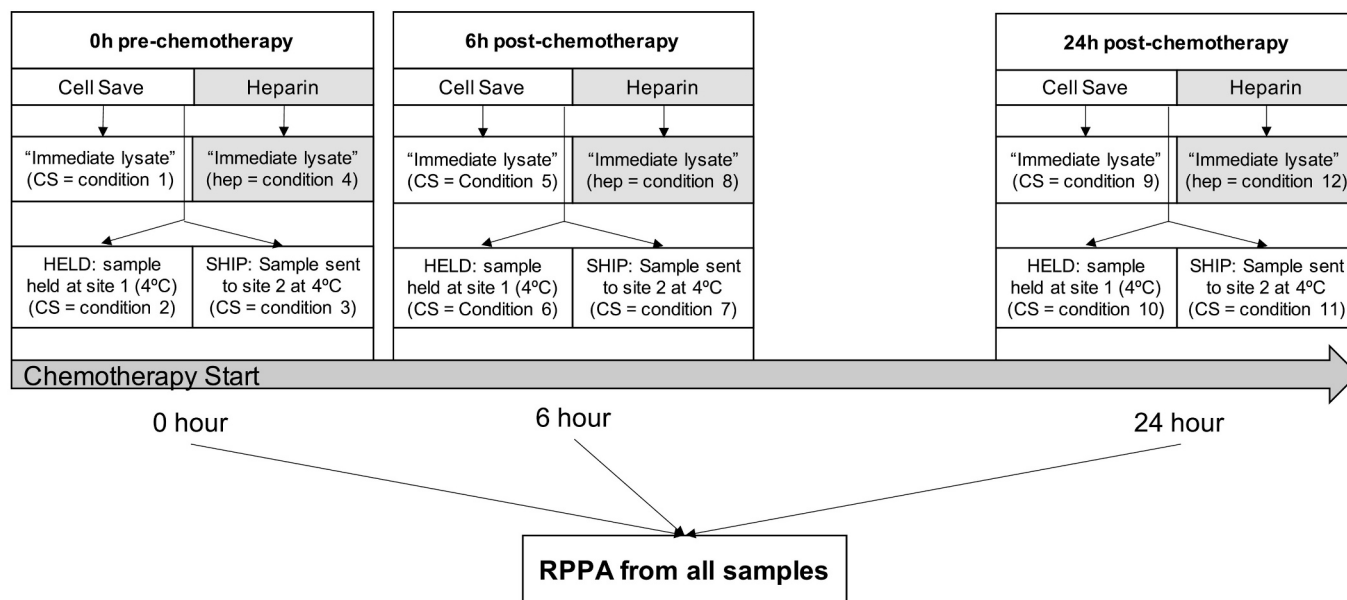 0h pre-chemotherapy
Cell Save
Heparin
“Immediate lysate”
(CS = condition 1)
“Immediate lysate”
(hep = condition 4)
HELD: sample
held at site 1 (4ºC)
(CS = condition 2)
SHIP: Sample sent
to site 2 at 4ºC
(CS = condition 3)
6h post-chemotherapy
Cell Save
Heparin
“Immediate lysate”
(CS = Condition 5)
“Immediate lysate”
(hep = condition 8)
HELD: sample
held at site 1 (4ºC)
(CS = Condition 6)
SHIP: Sample sent
to site 2 at 4ºC
(CS = condition 7)
24h post-chemotherapy
Cell Save
Heparin
“Immediate lysate”
(CS = condition 9)
“Immediate lysate”
(hep = condition 12)
HELD: sample
held at site 1 (4ºC)
(CS = condition 10)
SHIP: Sample sent
to site 2 at 4ºC
(CS = condition 11)
Chemotherapy Start
0 hour
6 hour
24 hour
RPPA from all samples